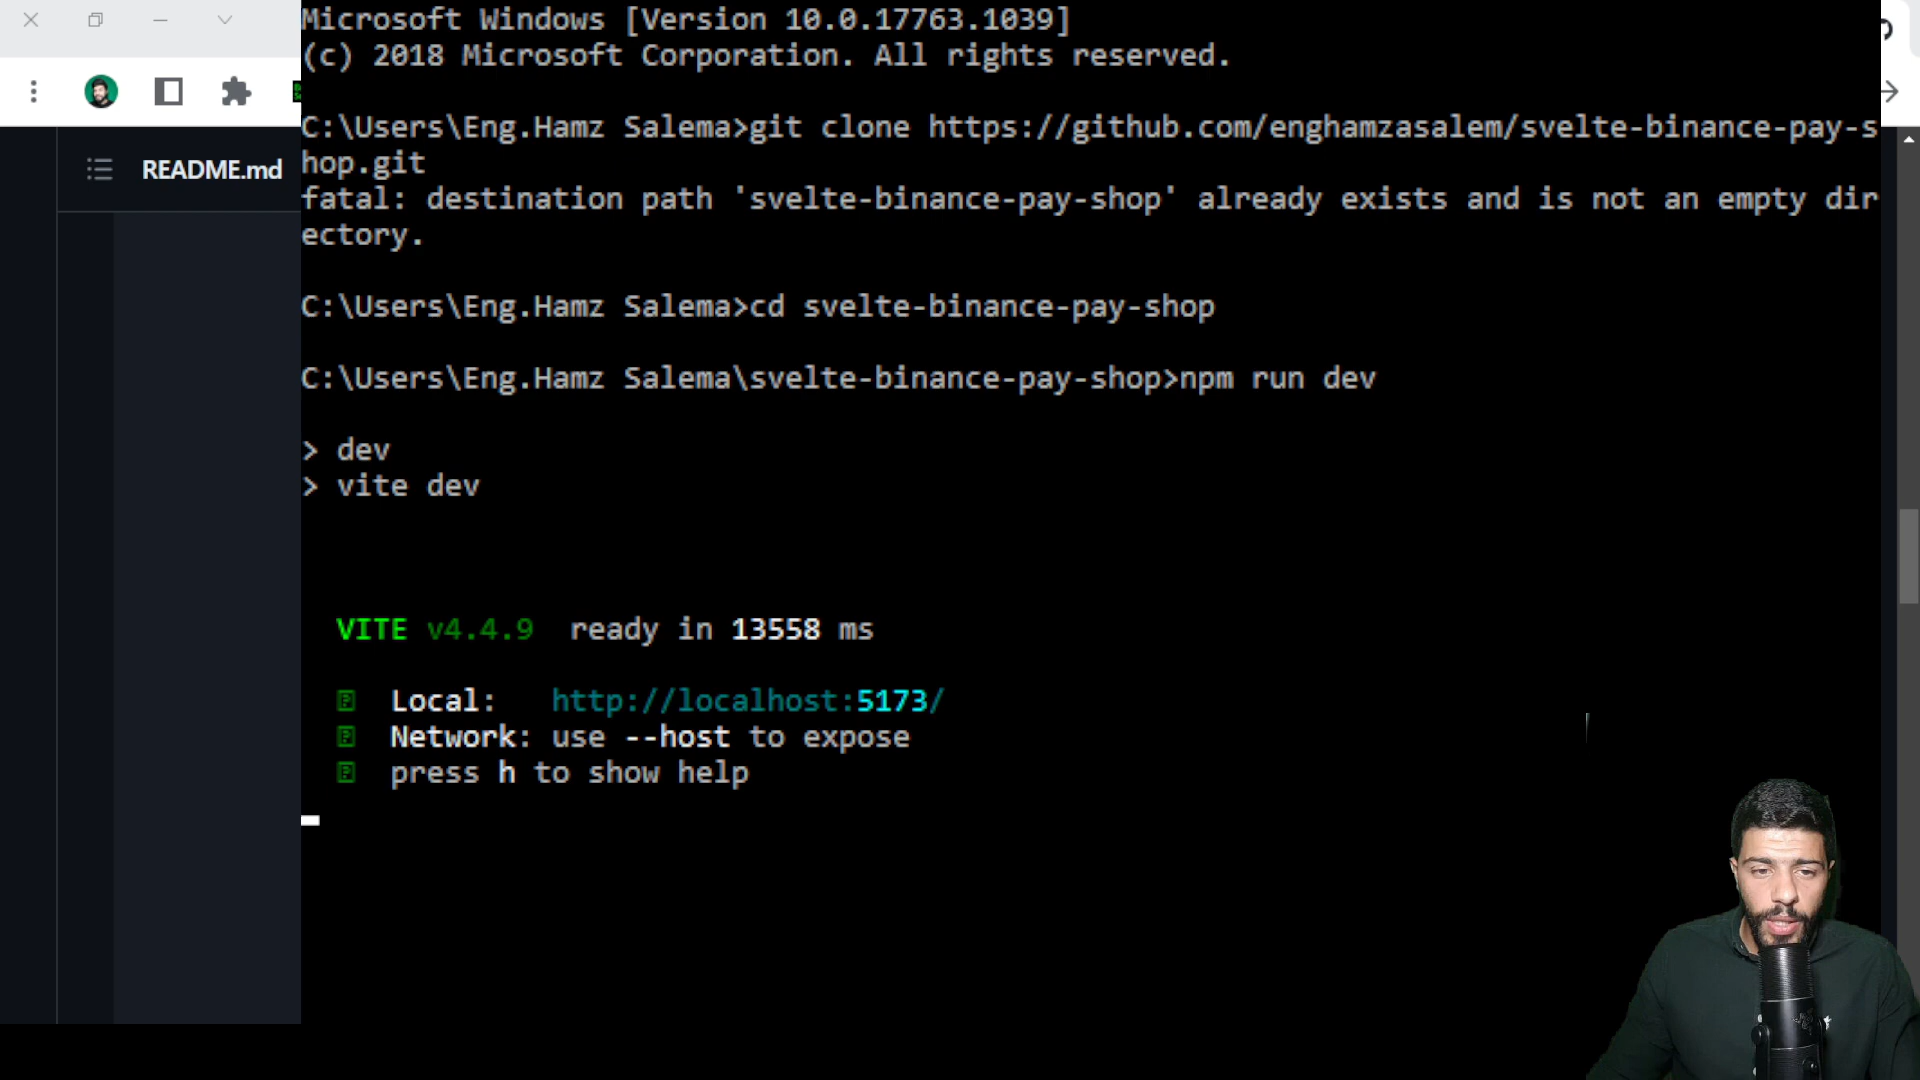 Microsoft Windows [Version 10.0.17763.1039]
(c) 2018 Microsoft Corporation. All rights reserved.
C:\Users\Eng.Hamz Salema>git clone https://github.com/enghamzasalem/svelte-binance-pay-s
hop.git
fatal: destination path 'svelte-binance-pay-shop' already exists and is not an empty dir
ectory.
C:\Users\Eng.Hamz Salema>cd svelte-binance-pay-shop
C:\Users\Eng.Hamz Salema\svelte-binance-pay-shop>npm run dev
> dev
> vite dev
VITE v4.4.9 ready in 13558 ms
Local: http://localhost:5173/
Network: use --host to expose
press h to show help
README.md